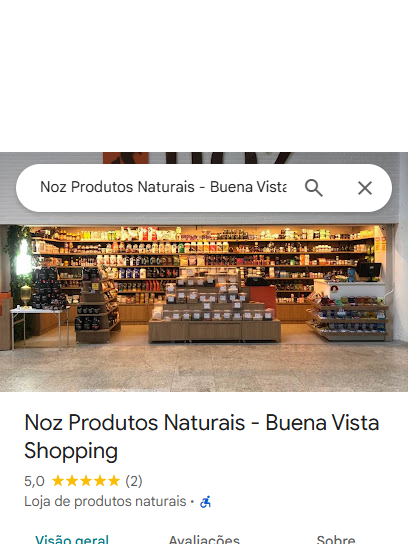 Noz Produtos Naturais - Buena Vista
Noz Produtos Naturais - Buena Vista
Shopping
5,0 (2)
Loja de produtos naturais ·
Visão geral Avaliações Sobre